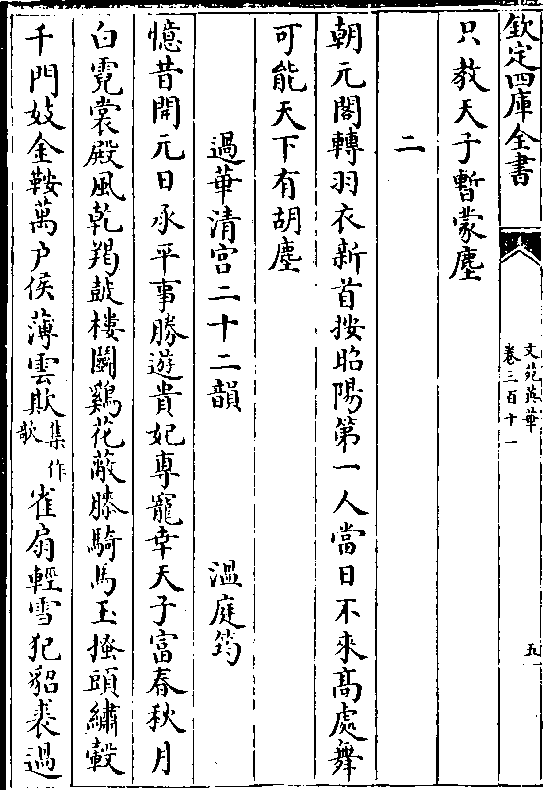 欽定四庫全書
文苑英華
卷三百十一
五
只教天子暫蒙塵
二
朝元閣轉羽衣新首按昭陽第一人當日不來髙處舞
可能天下有胡塵
過華清宫二十二韻 溫庭筠
憶昔開元日承平事勝遊貴妃專寵幸天子富春秋月
白霓裳殿風乾羯鼓樓鬭鷄花蔽膝騎馬玉搔頭繡轂
千門妓金鞍萬户侯薄雲欺集作歌雀扇輕雪犯貂裘過